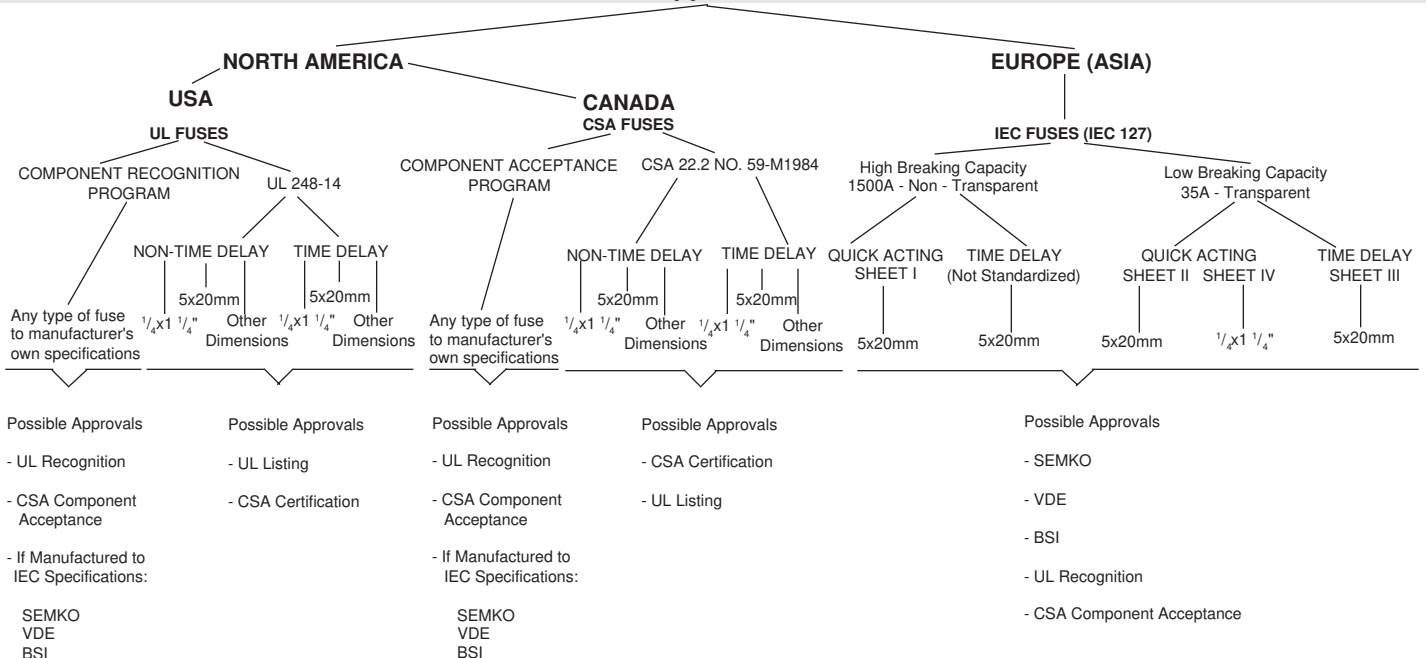 NORTH AMERICA
EUROPE (ASIA)
USA
CANADA
UL FUSES
CSA FUSES
IEC FUSES (IEC 127)
COMPONENT RECOGNITION
PROGRAM
UL 248-14
COMPONENT ACCEPTANCE
PROGRAM
CSA 22.2 NO. 59-M1984
High Breaking Capacity
1500A - Non - Transparent
Low Breaking Capacity
35A - Transparent
NON-TIME DELAY
TIME DELAY
NON-TIME DELAY
TIME DELAY
QUICK ACTING
SHEET I
TIME DELAY
(Not Standardized)
QUICK ACTING
SHEET II SHEET IV
TIME DELAY
SHEET III
Any type of fuse
to manufacturer's
own specifications
1/4x1 1/4"
5x20mm
Other
Dimensions
1/4x1 1/4"
5x20mm
Other
Dimensions
Any type of fuse
to manufacturer's
own specifications
1/4x1 1/4"
5x20mm
Other
Dimensions
1/4x1 1/4"
5x20mm
Other
Dimensions
5x20mm
5x20mm
5x20mm
1/4x1 1/4"
5x20mm
Possible Approvals
- UL Recognition
- CSA Component
Acceptance
- If Manufactured to
IEC Specifications:
SEMKO
VDE
BSI
Possible Approvals
- UL Listing
- CSA Certification
Possible Approvals
- UL Recognition
- CSA Component
Acceptance
- If Manufactured to
IEC Specifications:
SEMKO
VDE
BSI
Possible Approvals
- CSA Certification
- UL Listing
Possible Approvals
- SEMKO
- VDE
- BSI
- UL Recognition
- CSA Component Acceptance